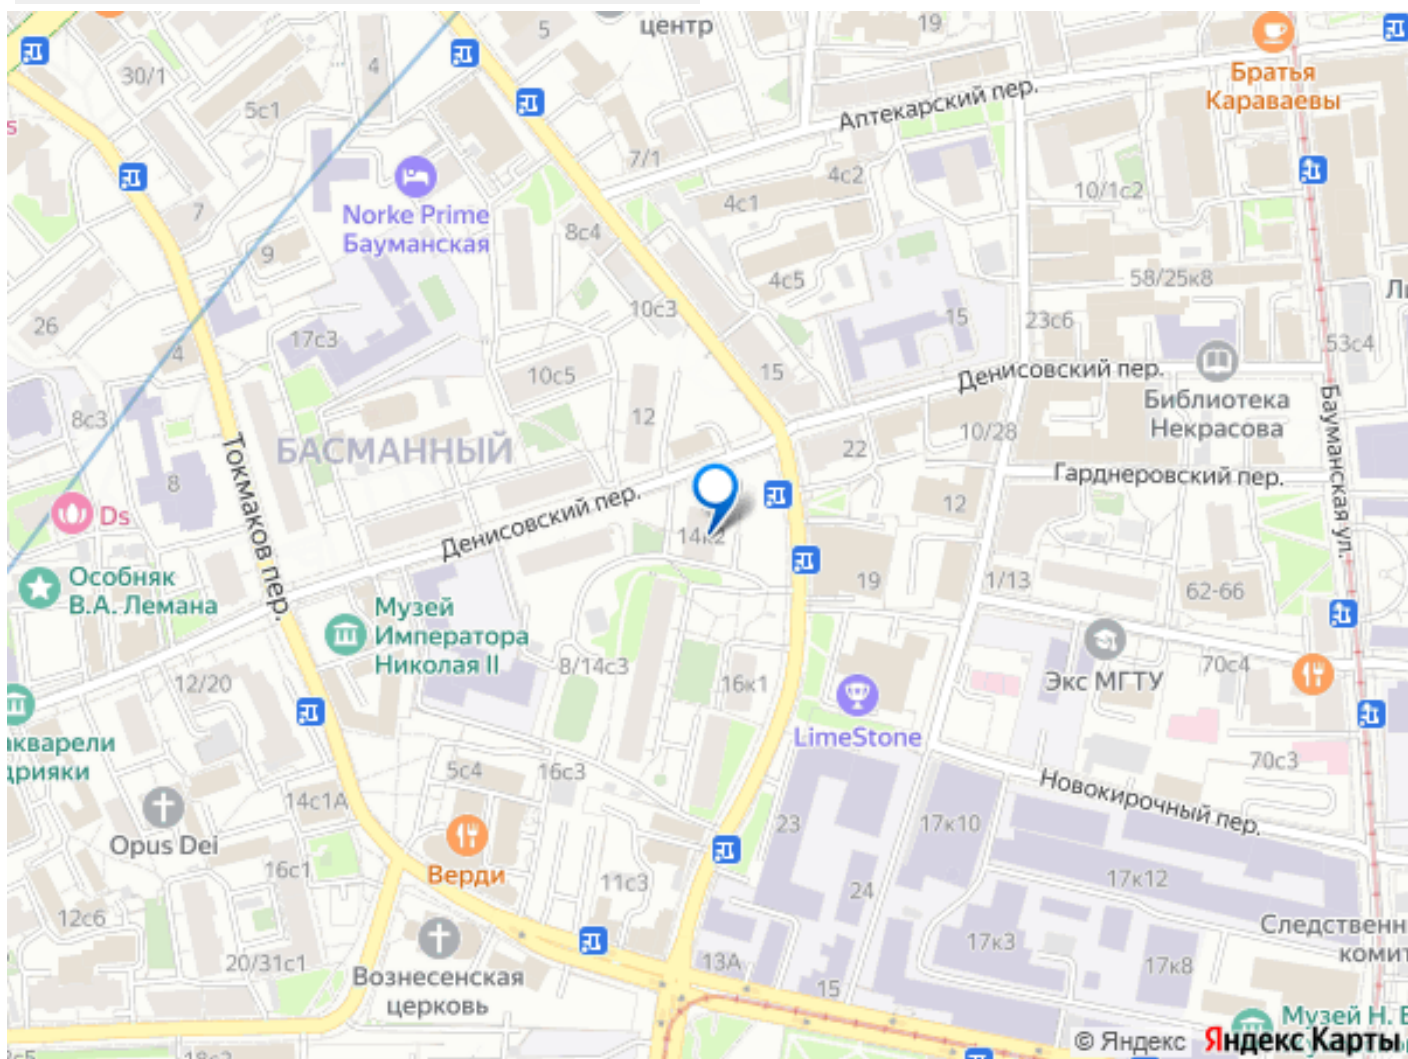 центр
5
19
30/1
4
5с1
Братья
Караваевы
Аптекарский пер.
7/1
4с2
10/1с2
4с1
Norke Prime
Бауманская
7
8с4
9
4с5
58/25к8
26
17с3
10с3
15
23с6
4
53с4
15
10с5
Денисовский пер.
8с3
12
Библиотека
Некрасова
Бауманская ул.
БАСМАННЫЙ
10/28
22
Токмаков пер.
Гарднеровский пер.
8
Ds
Денисовский пер.
12
14к2
Особняк
В.А. Лемана
19
1/13
62-66
Музей
Императора
Николая II
8/14с3
70с4
Экс МГТУ
12/20
16к1
LimeStone
акварели
дрияки
5с4
16с3
70с3
14с1А
Новокирочный пер.
Opus Dei
23
17к10
16с1
Верди
11с3
24
17к12
12с6
Следственн
комит
17к3
20/31с1
13А
17к8
Вознесенская
церковь
15
Музей Н. Б
© Яндекс Яндекс Карты
18с2